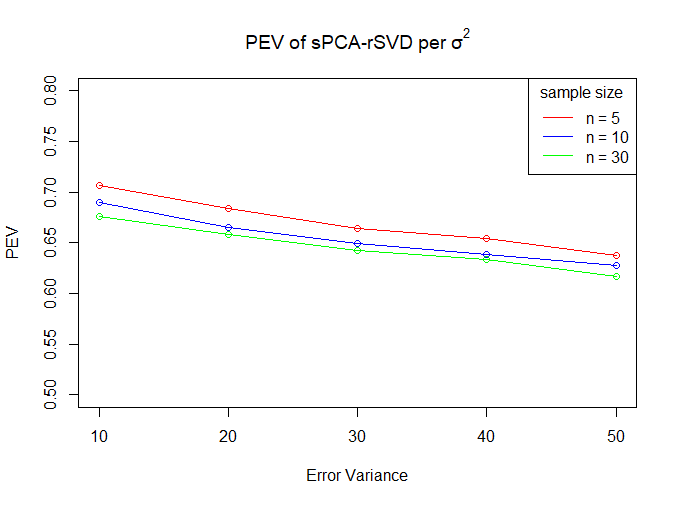 PEV of sPCA-rSVD per σ²
sample size
n = 5
n = 10
n = 30
PEV
0.80
0.75
0.70
0.65
0.60
0.55
0.50
10 20 30 40 50
Error Variance